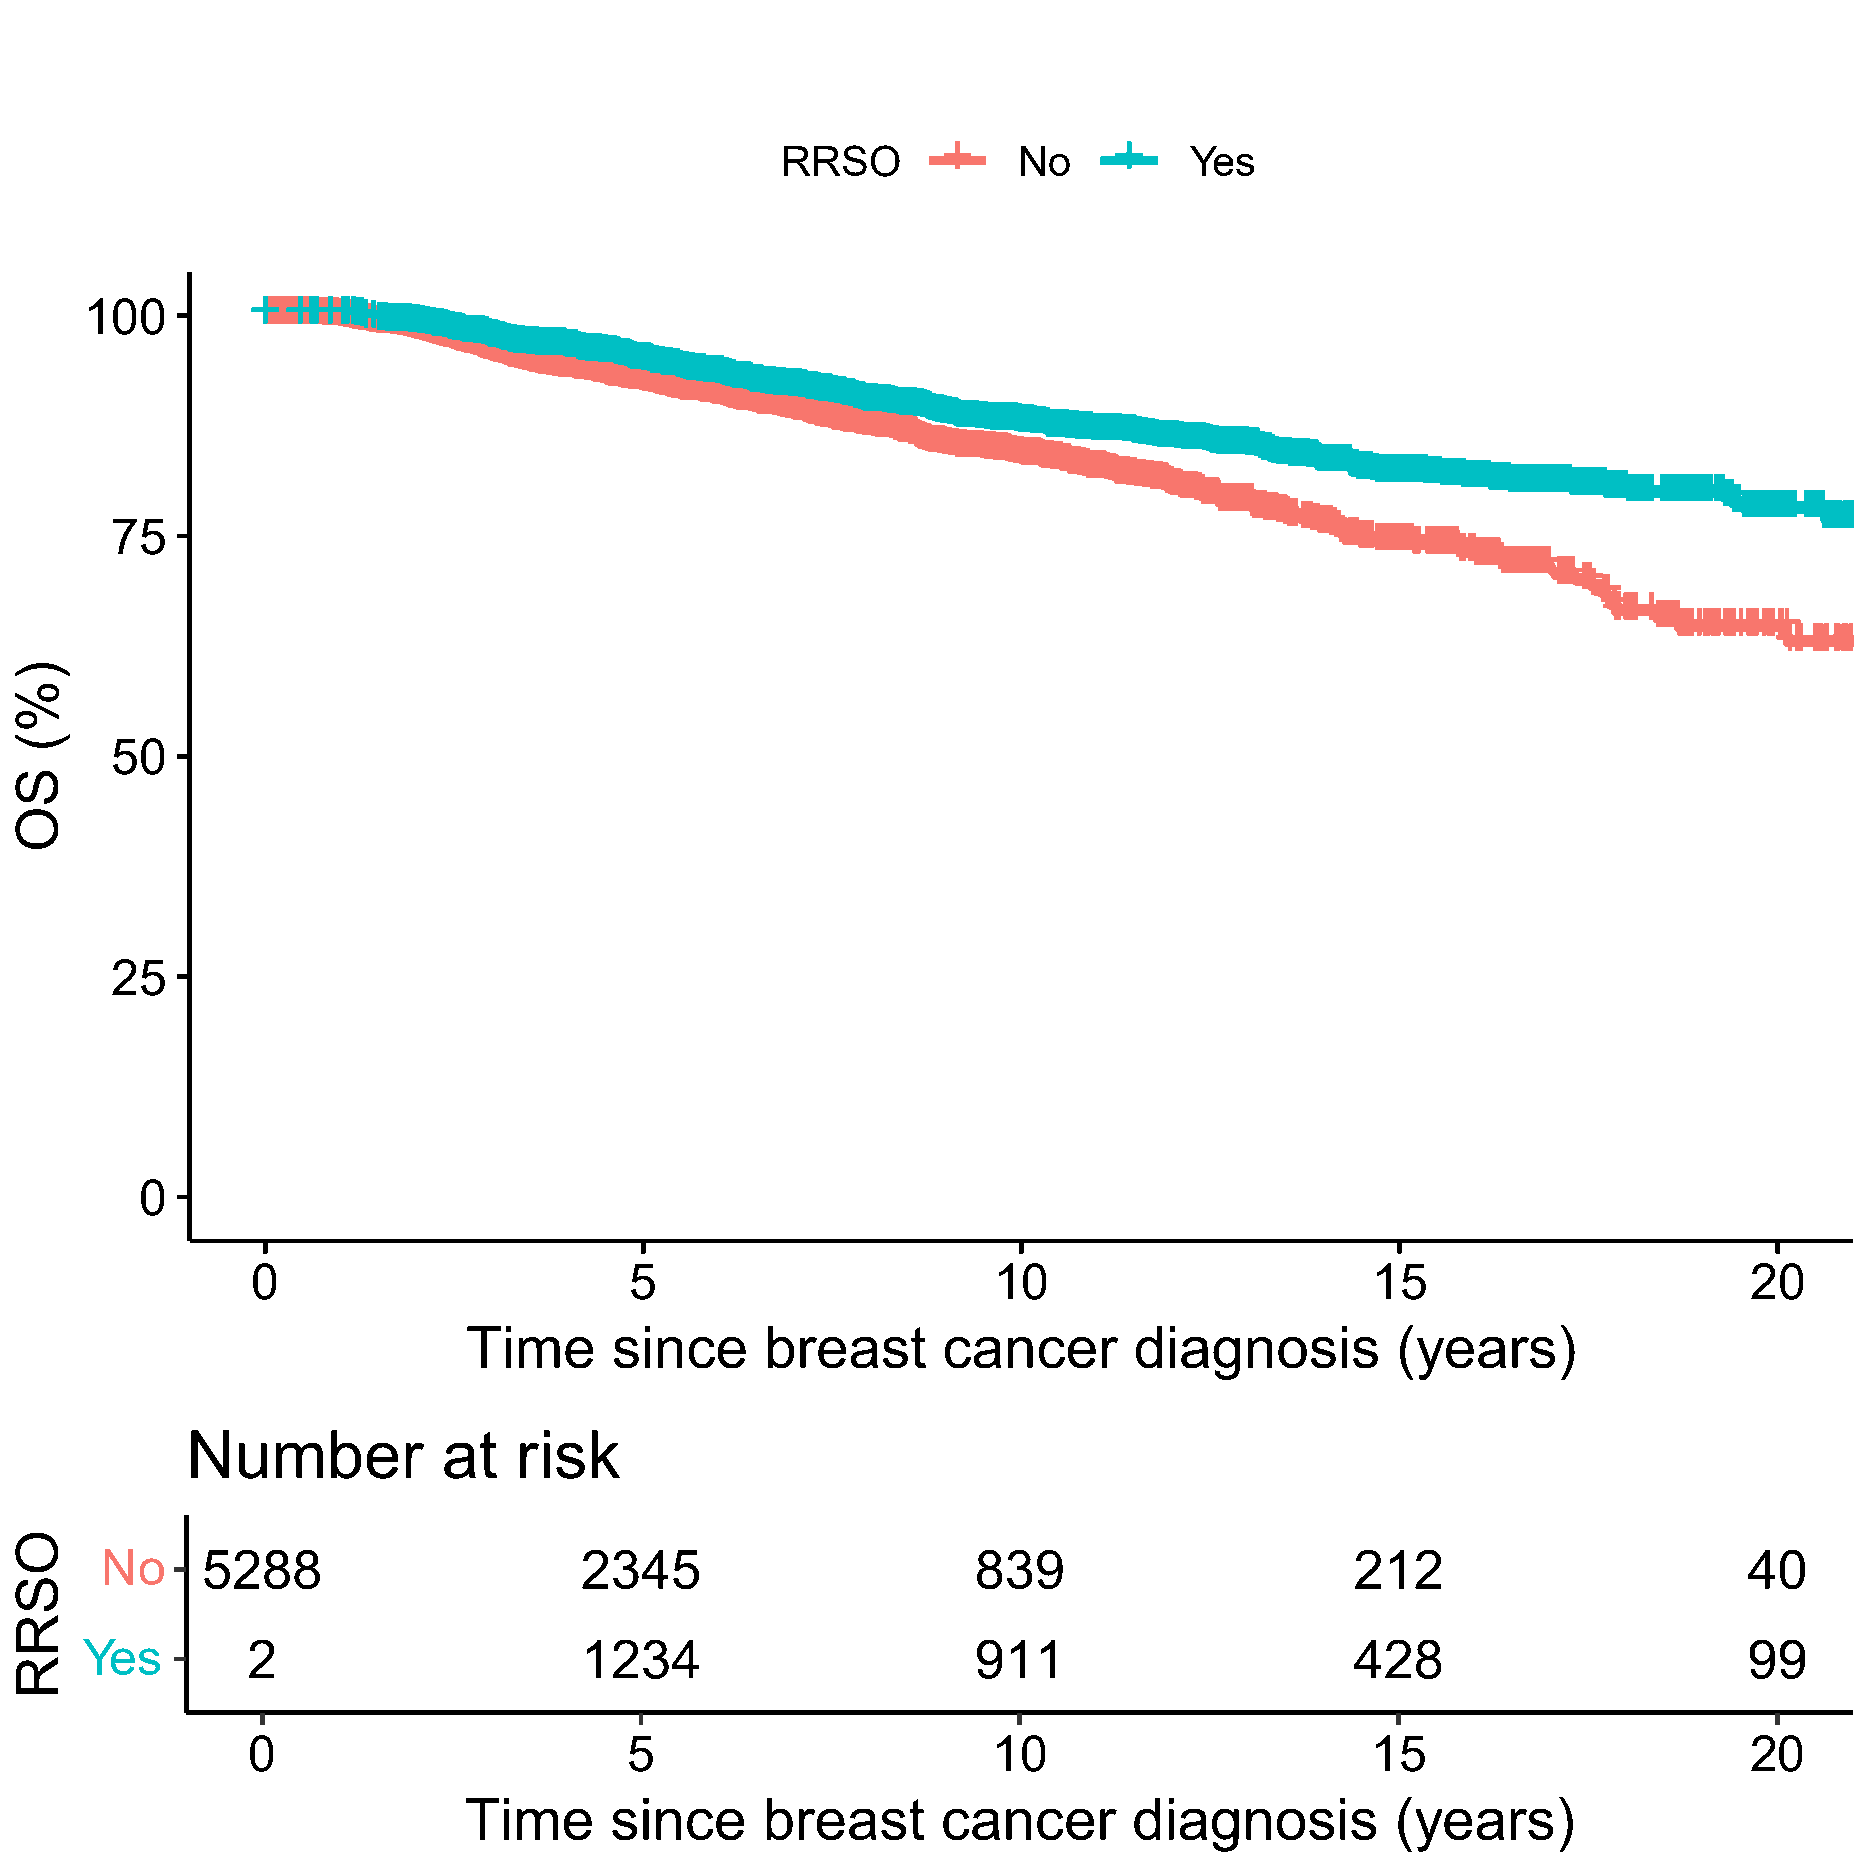 RRSO No Yes
OS (%)
100
75
50
25
0
0 5 10 15 20
Time since breast cancer diagnosis (years)
Number at risk
RRSO
No 5288 2345 839 212 40
Yes 2 1234 911 428 99
0 5 10 15 20
Time since breast cancer diagnosis (years)